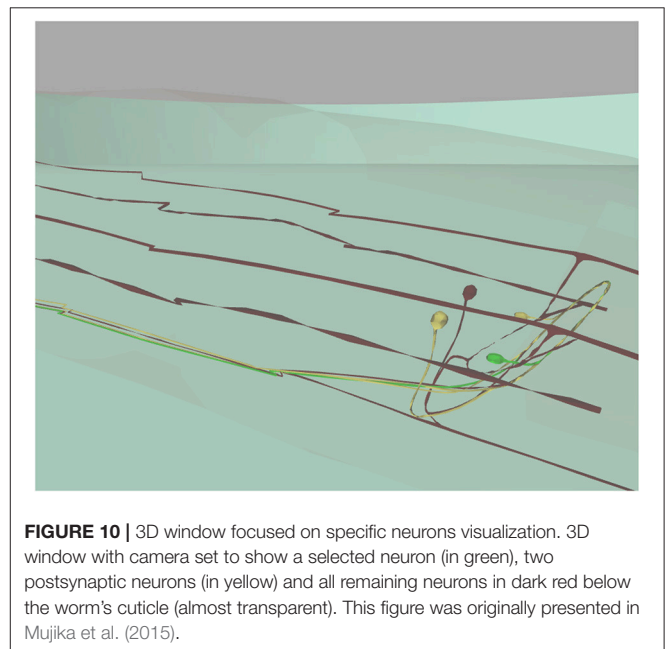 FIGURE 10 | 3D window focused on specific neurons visualization. 3D
window with camera set to show a selected neuron (in green), two
postsynaptic neurons (in yellow) and all remaining neurons in dark red below
the worm's cuticle (almost transparent). This figure was originally presented in
Mujika et al. (2015).